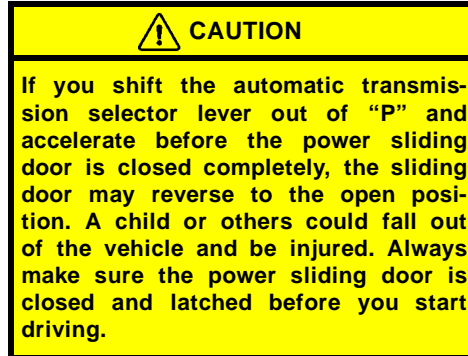 CAUTION
If you shift the automatic transmis-
sion selector lever out of “P” and
accelerate before the power sliding
door is closed completely, the sliding
door may reverse to the open posi-
tion. A child or others could fall out
of the vehicle and be injured. Always
make sure the power sliding door is
closed and latched before you start
driving.